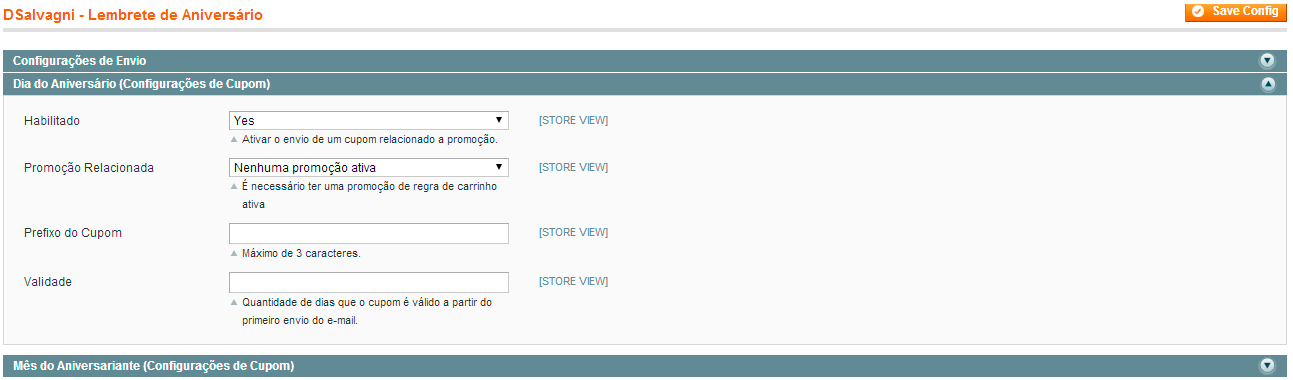 DSalvagni - Lembrete de Aniversário
Save Config
Configurações de Envio
Dia do Aniversário (Configurações de Cupom)
Habilitado Yes [STORE VIEW]
Ativar o envio de um cupom relacionado a promoção.
Promoção Relacionada Nenhuma promoção ativa [STORE VIEW]
É necessário ter uma promoção de regra de carrinho
ativa
Prefixo do Cupom [STORE VIEW]
Máximo de 3 caracteres.
Validade [STORE VIEW]
Quantidade de dias que o cupom é válido a partir do
primeiro envio do e-mail.
Mês do Aniversariante (Configurações de Cupom)